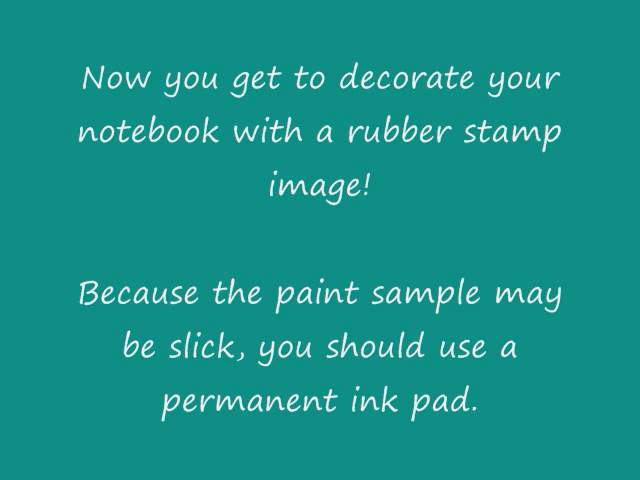 Now you get to decorate your
notebook with a rubber stamp
image!
Because the paint sample may
be slick, you should use a
permanent ink pad.